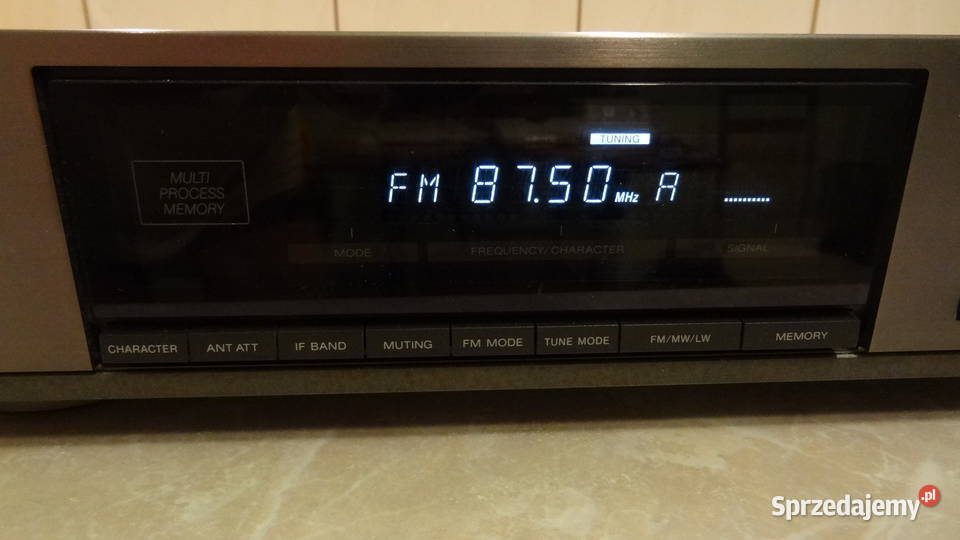 TUNING
MULTI
PROCESS
MEMORY
FM 87.50 MHz A
MODE FREQUENCY/CHARACTER SIGNAL
CHARACTER ANT ATT IF BAND MUTING FM MODE TUNE MODE FM/MW/LW MEMORY
Sprzedajemy.pl